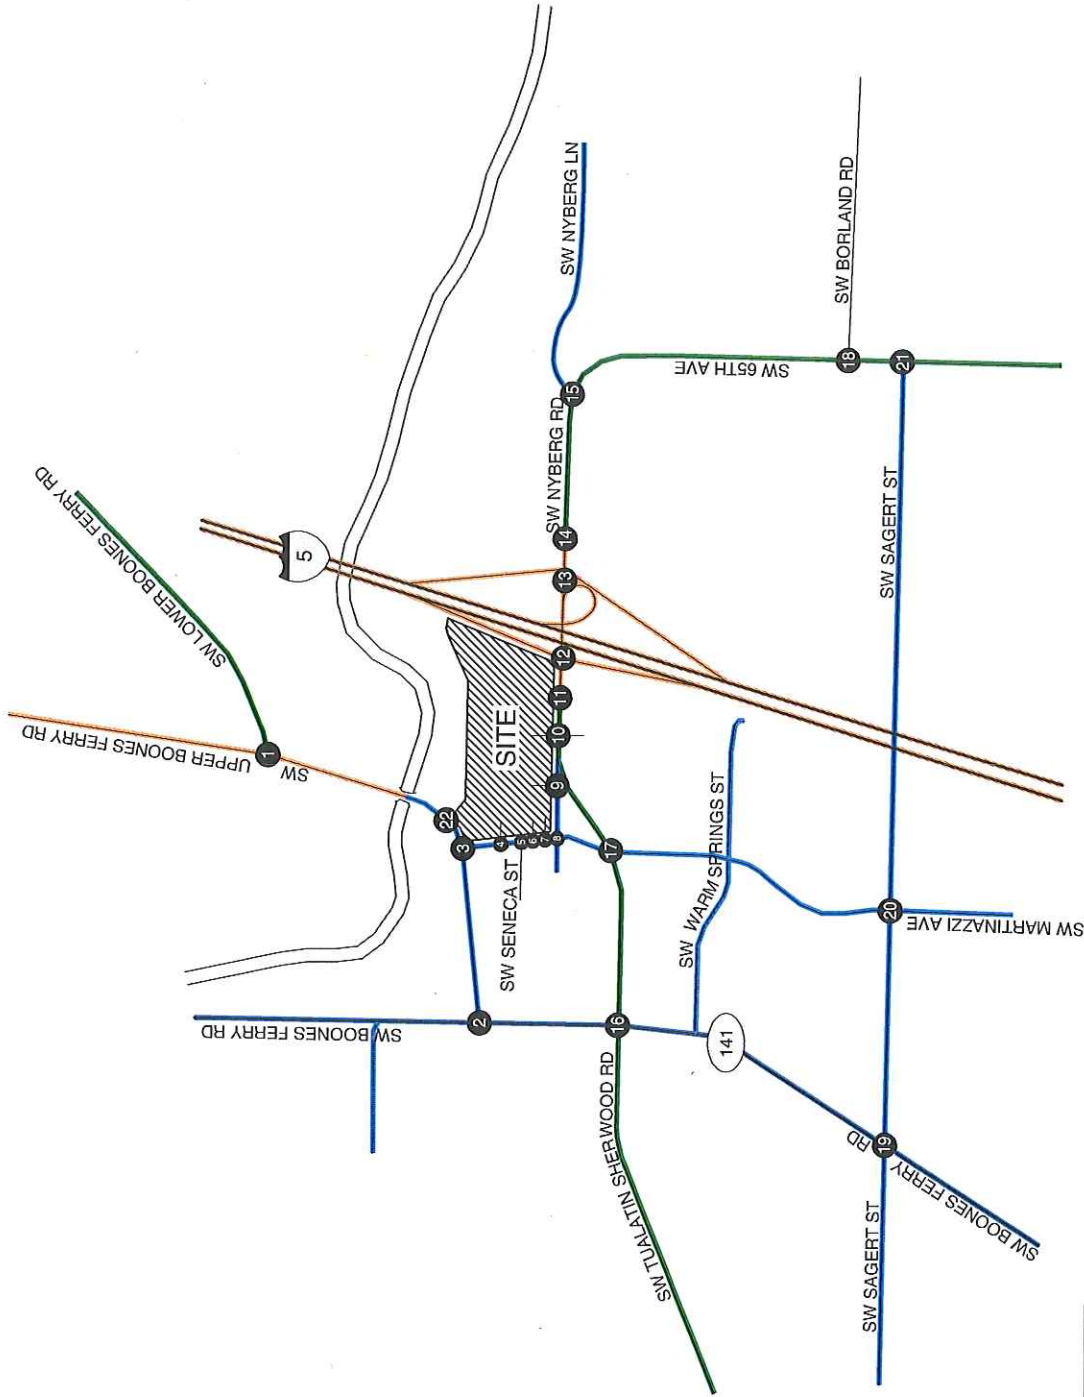 SW LOWER BOONES FERRY RD
SW
UPPER BOONES FERRY RD
5
1
22
3
SITE
4
5
6
7
8
9
10
11
12
13
14
15
SW NYBERG RD
SW NYBERG LN
SW SENECA ST
17
SW BOONES FERRY RD
2
16
SW TUALATIN SHERWOOD RD
SW WARM SPRINGS ST
141
SW 65TH AVE
SW BORLAND RD
18
21
SW SAGERT ST
20
SW MARTINAZZI AVE
19
SW SAGERT ST
SW BOONES FERRY
RD